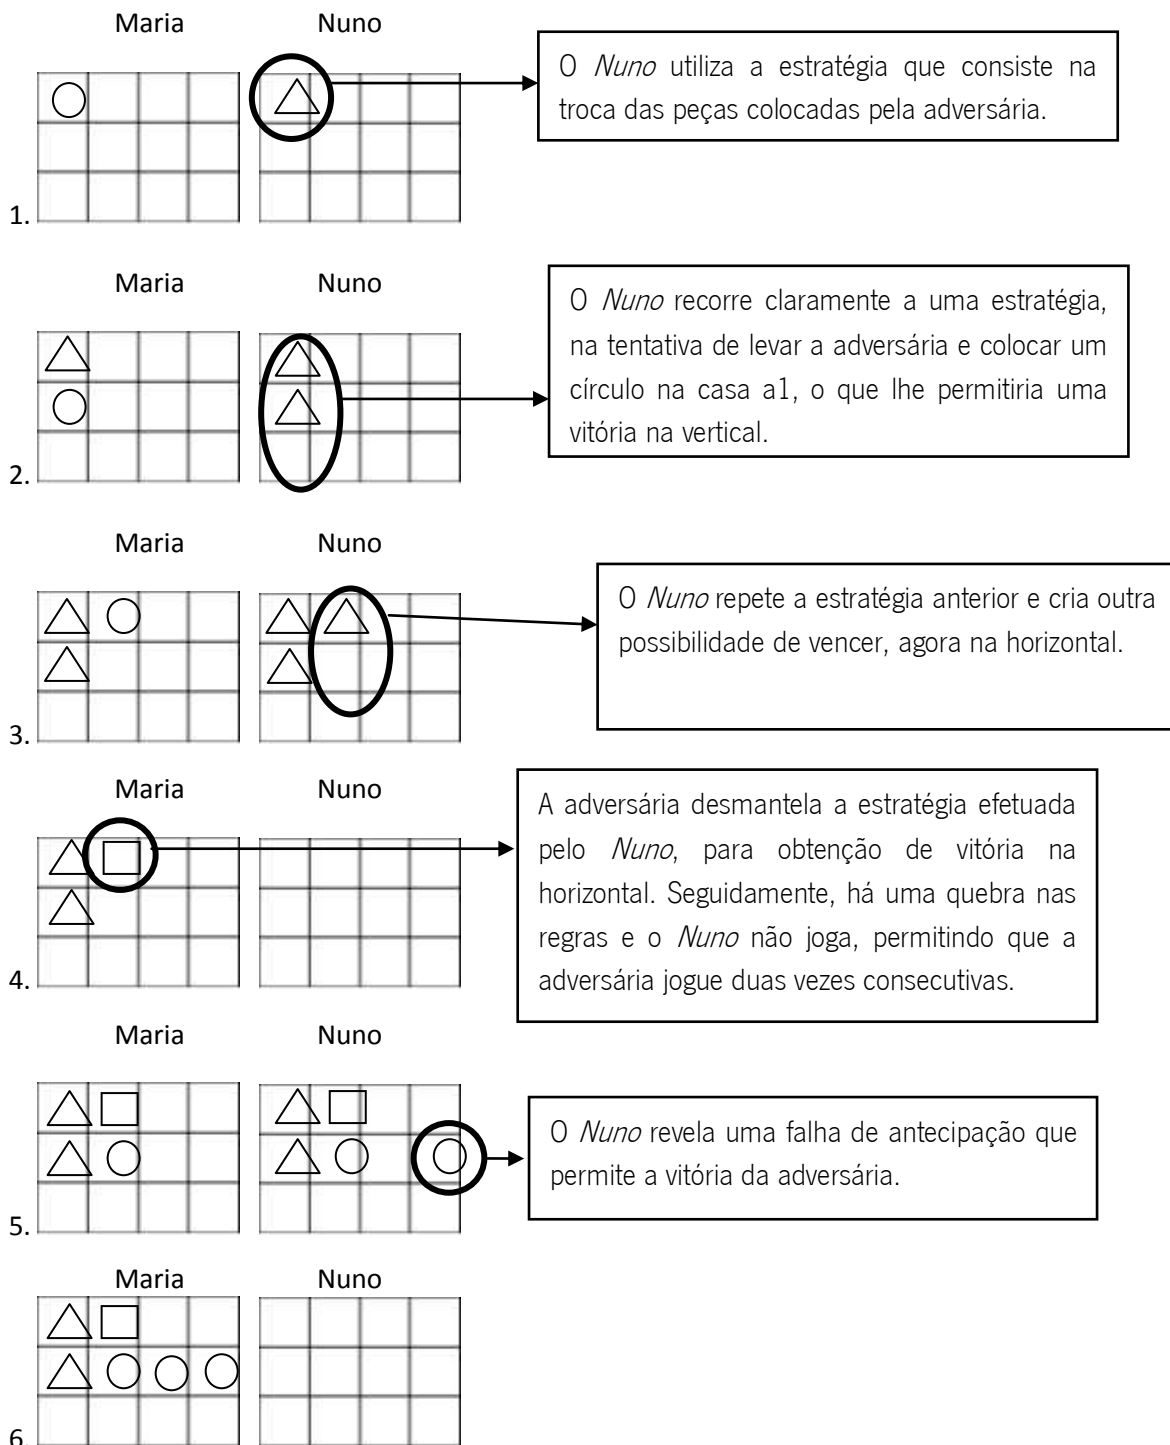 Maria Nuno
O Nuno utiliza a estratégia que consiste na
troca das peças colocadas pela adversária.
1.
Maria Nuno
O Nuno recorre claramente a uma estratégia,
na tentativa de levar a adversária e colocar um
círculo na casa a1, o que lhe permitiria uma
vitória na vertical.
2.
Maria Nuno
O Nuno repete a estratégia anterior e cria outra
possibilidade de vencer, agora na horizontal.
3.
Maria Nuno
A adversária desmantela a estratégia efetuada
pelo Nuno, para obtenção de vitória na
horizontal. Seguidamente, há uma quebra nas
regras e o Nuno não joga, permitindo que a
adversária jogue duas vezes consecutivas.
4.
Maria Nuno
O Nuno revela uma falha de antecipação que
permite a vitória da adversária.
5.
Maria Nuno
6.